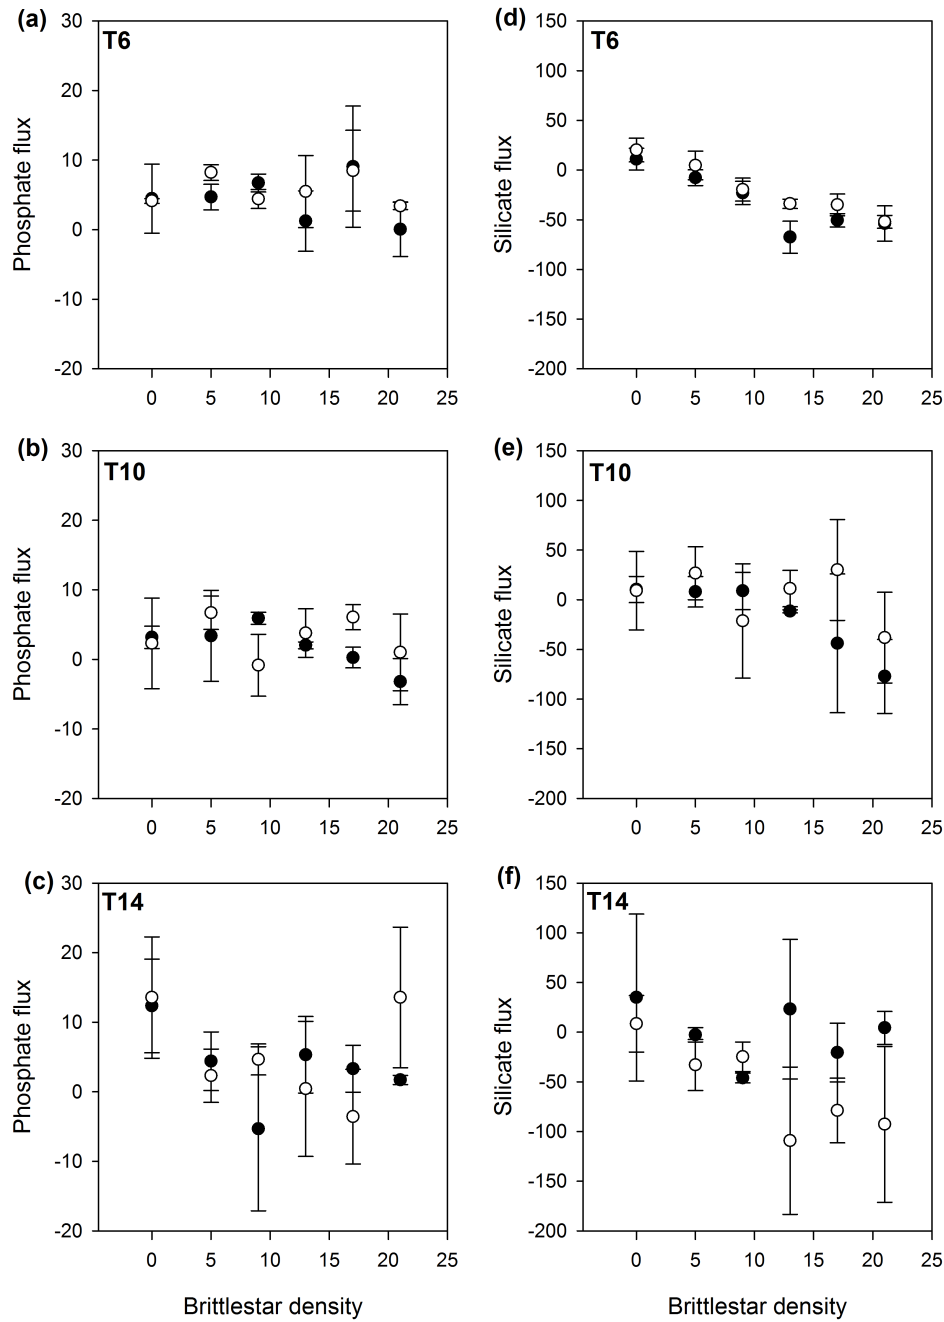 (a)
T6
Phosphate flux
30
20
10
0
-10
-20
0 5 10 15 20 25
(d)
T6
Silicate flux
150
100
50
0
-50
-100
-150
-200
0 5 10 15 20 25
(b)
T10
Phosphate flux
30
20
10
0
-10
-20
0 5 10 15 20 25
(e)
T10
Silicate flux
150
100
50
0
-50
-100
-150
-200
0 5 10 15 20 25
(c)
T14
Phosphate flux
30
20
10
0
-10
-20
0 5 10 15 20 25
Brittlestar density
(f)
T14
Silicate flux
150
100
50
0
-50
-100
-150
-200
0 5 10 15 20 25
Brittlestar density